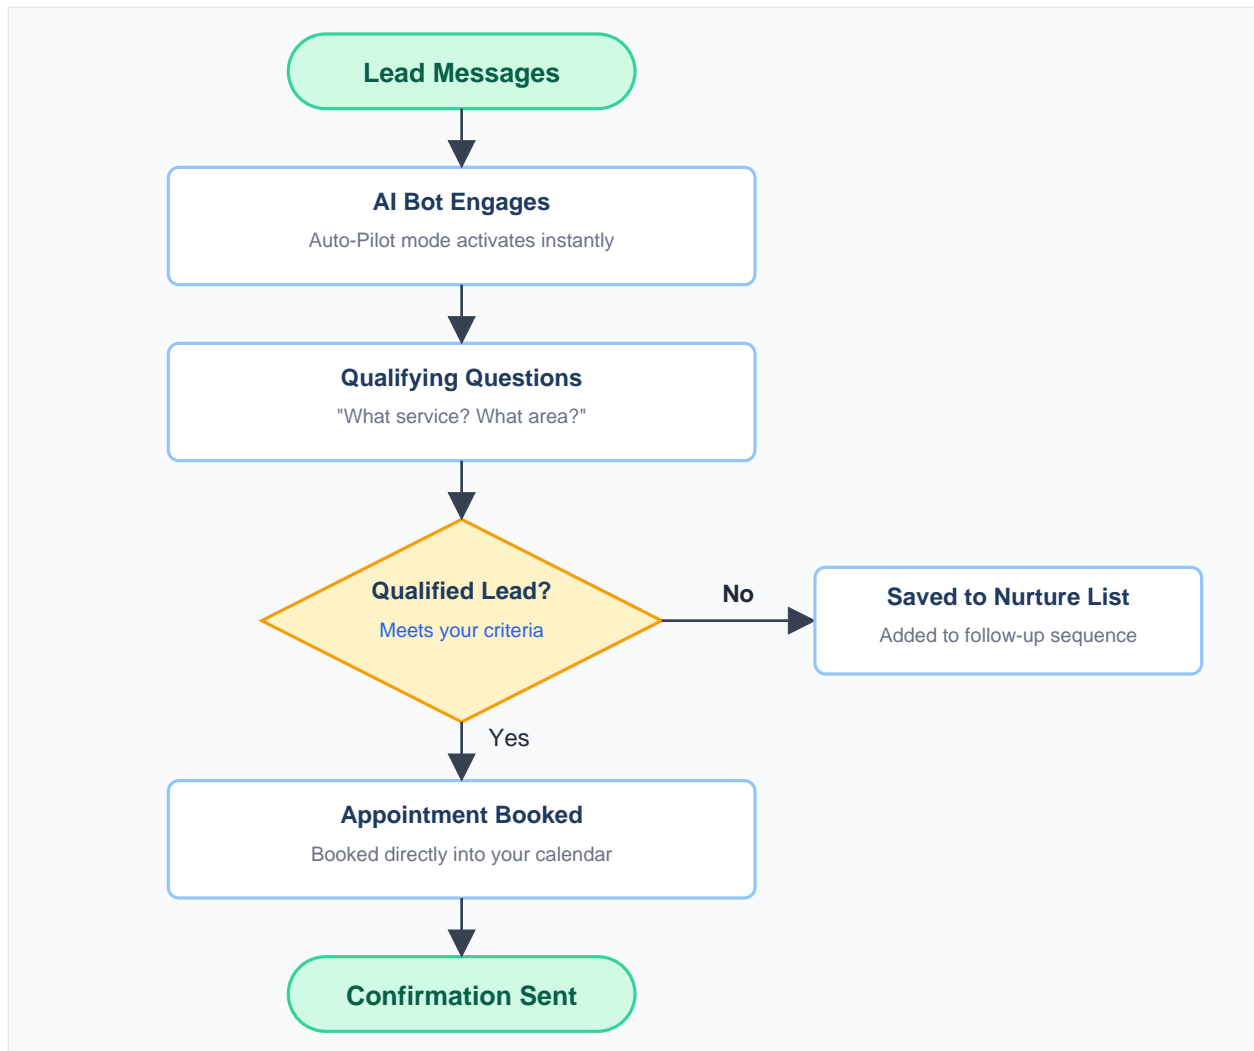 Lead Messages
AI Bot Engages
Auto-Pilot mode activates instantly
Qualifying Questions
"What service? What area?"
Qualified Lead?
Meets your criteria
No
Saved to Nurture List
Added to follow-up sequence
Yes
Appointment Booked
Booked directly into your calendar
Confirmation Sent